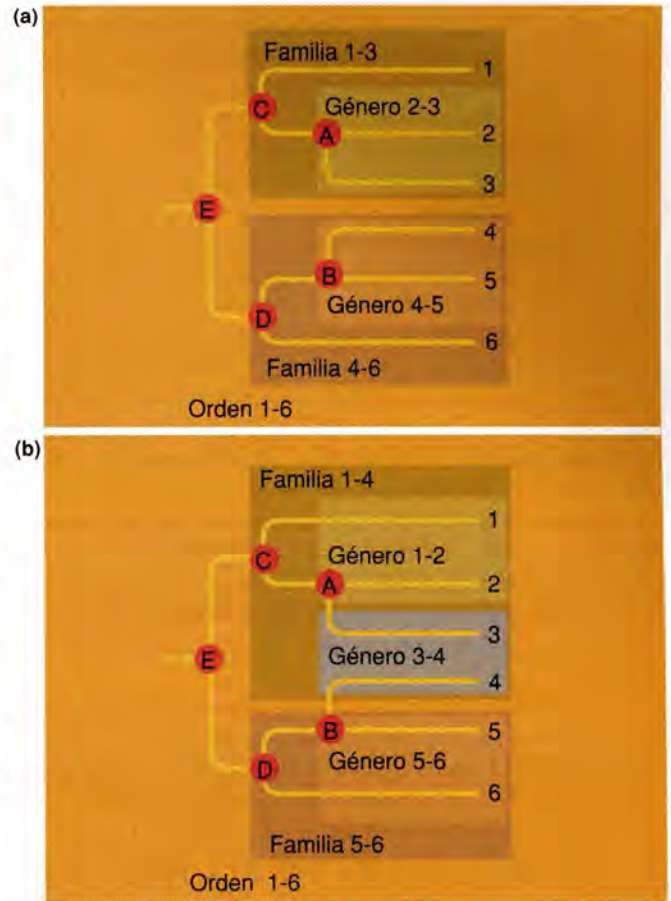 (a)
Familia 1-3
1
C
Género 2-3
A
2
3
E
4
B
5
Género 4-5
D
6
Familia 4-6
Orden 1-6
(b)
Familia 1-4
1
C
Género 1-2
A
2
3
E
Género 3-4
4
B
5
Género 5-6
D
6
Familia 5-6
Orden 1-6